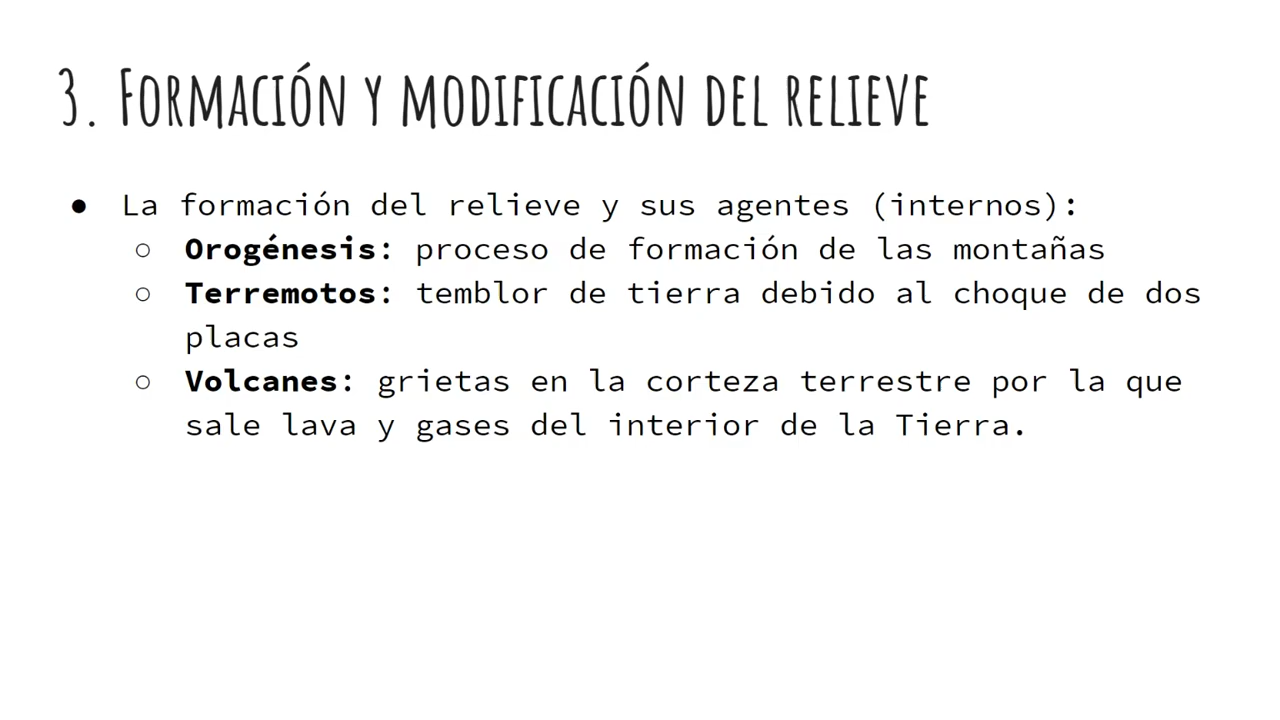 3. Formación y modificación del relieve
● La formación del relieve y sus agentes (internos):
○ Orogénesis: proceso de formación de las montañas
○ Terremotos: temblor de tierra debido al choque de dos
placas
○ Volcanes: grietas en la corteza terrestre por la que
sale lava y gases del interior de la Tierra.